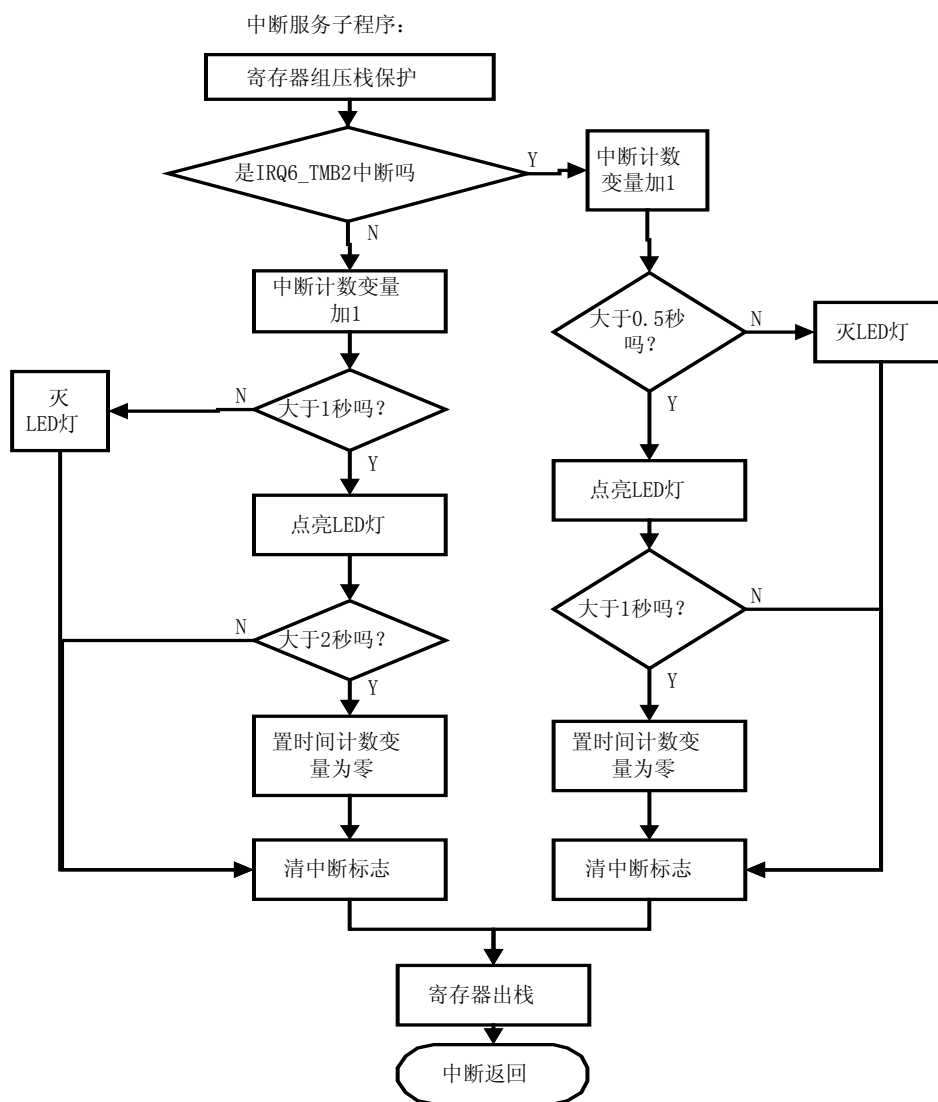 中断服务子程序:
寄存器组压栈保护
是IRQ6_TMB2中断吗
Y
中断计数
变量加1
N
中断计数变量
加1
大于0.5秒
吗?
N
灭LED灯
灭
LED灯
N
大于1秒吗?
Y
Y
点亮LED灯
点亮LED灯
N
大于2秒吗?
Y
大于1秒吗?
N
Y
置时间计数变
量为零
置时间计数变
量为零
清中断标志
清中断标志
寄存器出栈
中断返回